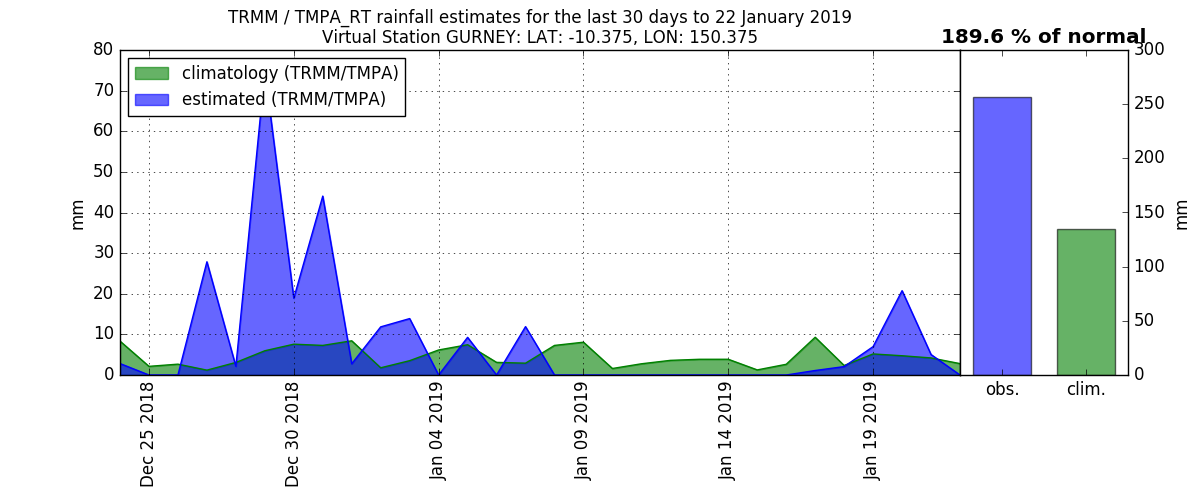 TRMM / TMPA_RT rainfall estimates for the last 30 days to 22 January 2019
Virtual Station GURNEY: LAT: -10.375, LON: 150.375
189.6 % of normal
climatology (TRMM/TMPA)
estimated (TRMM/TMPA)
80
70
60
50
40
30
20
10
0
mm
Dec 25 2018
Dec 30 2018
Jan 04 2019
Jan 09 2019
Jan 14 2019
Jan 19 2019
300
250
200
150
100
50
0
mm
obs.
clim.